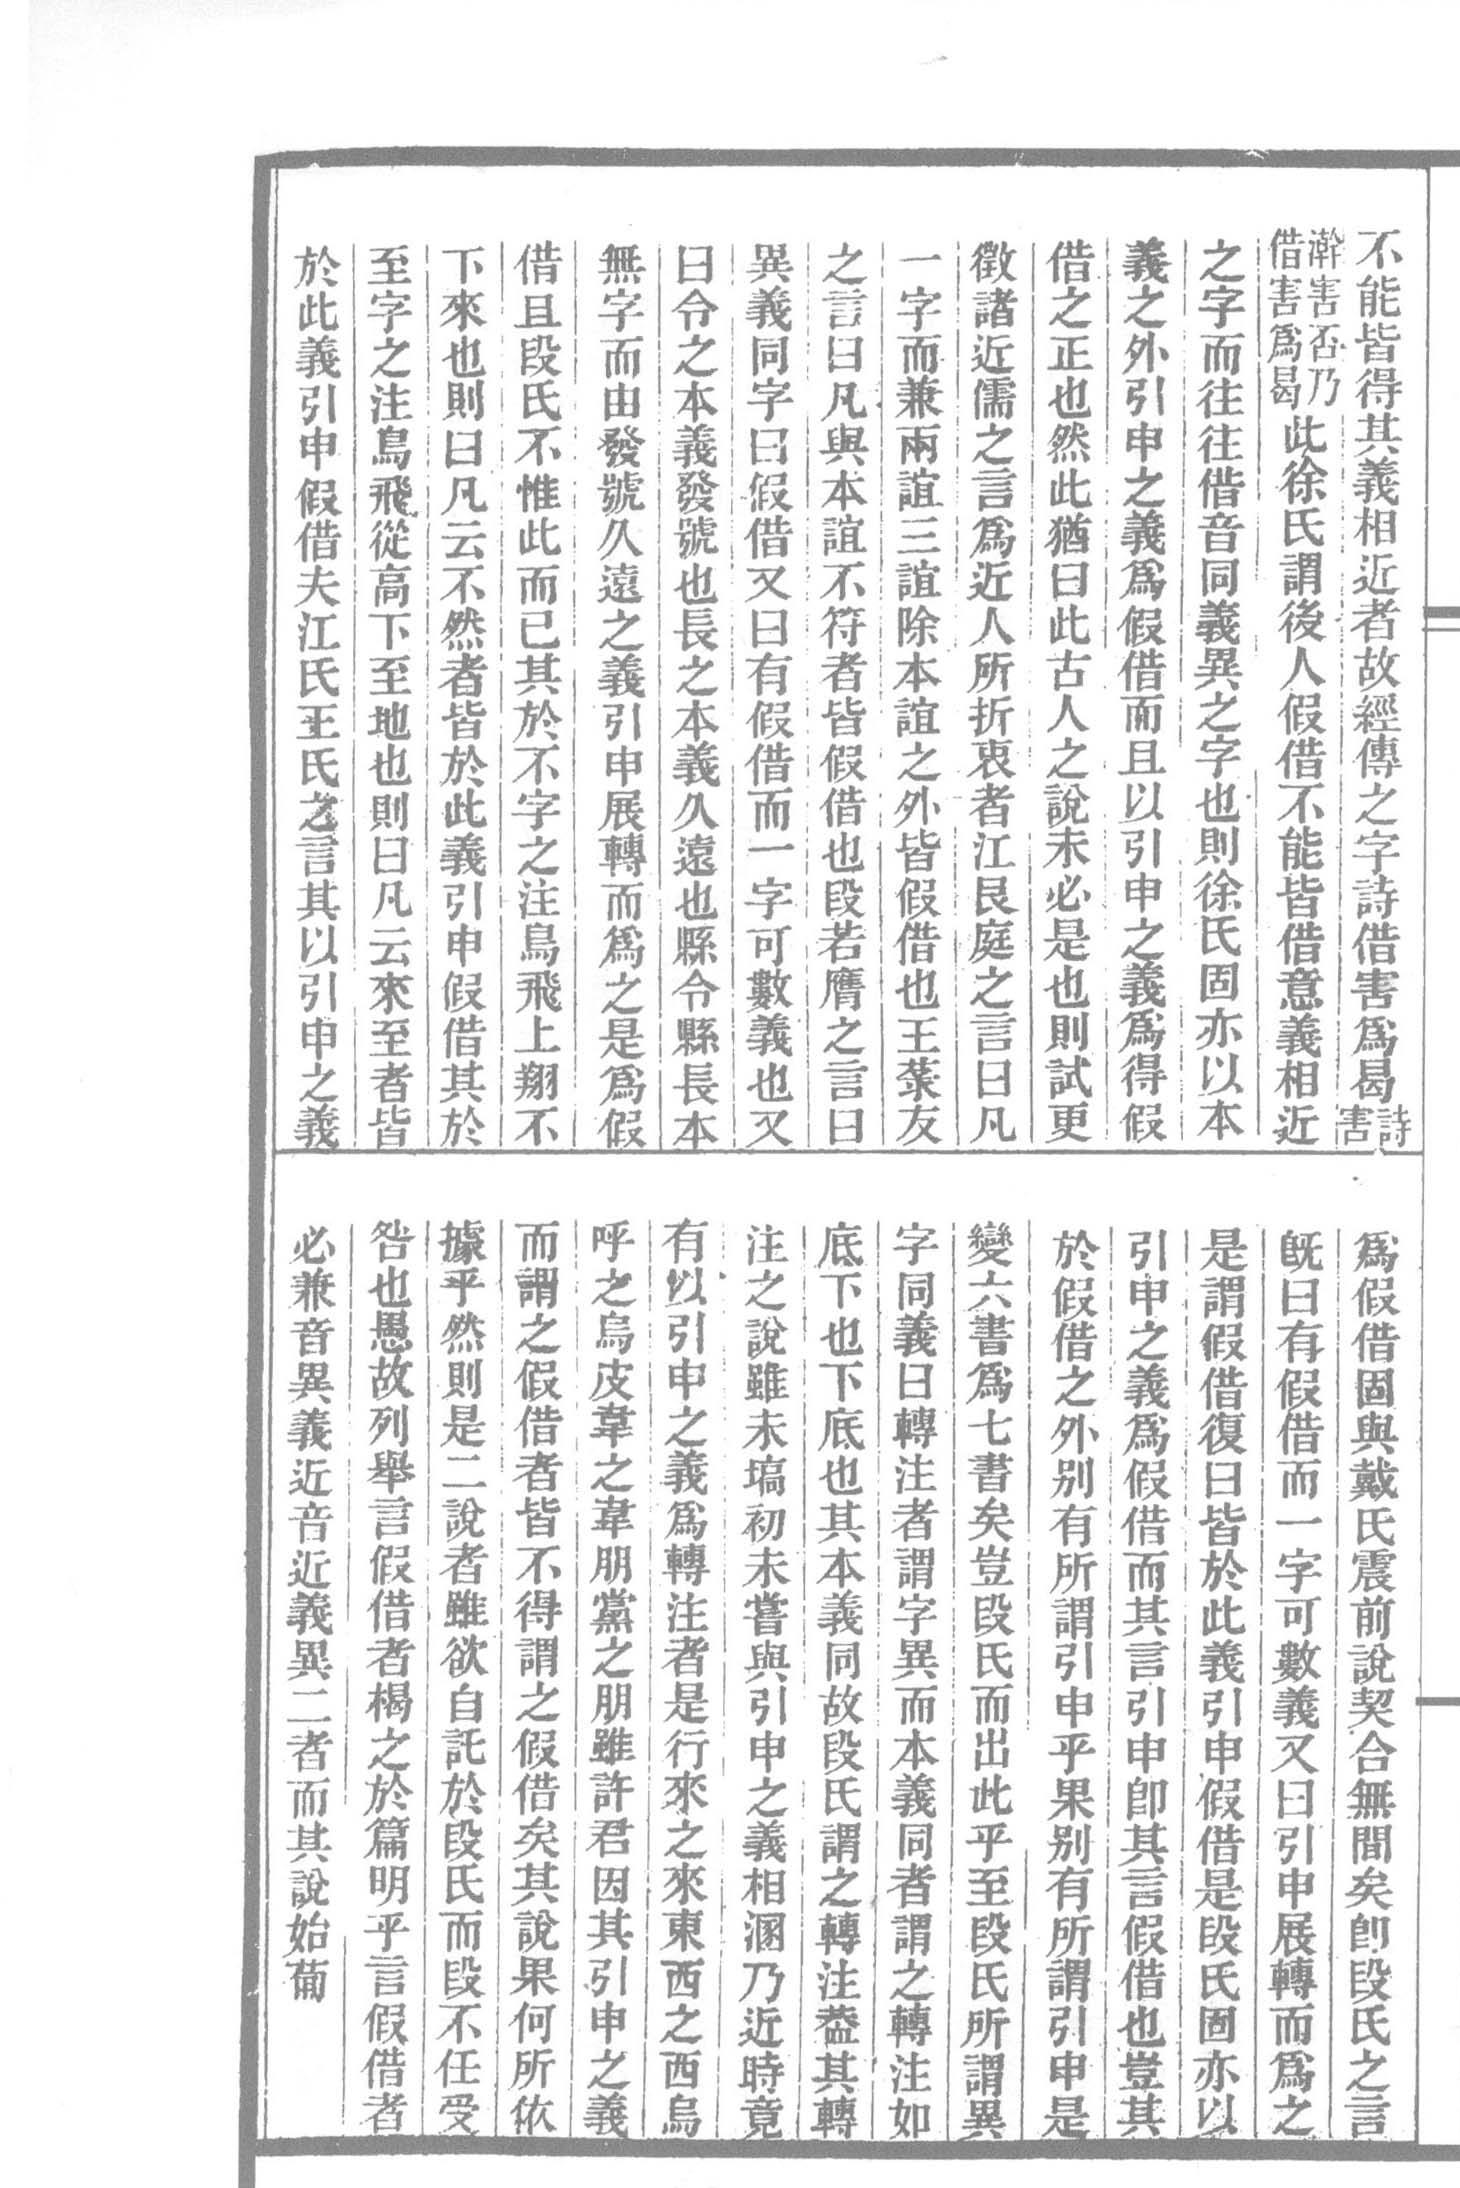 不能皆得其義相近者故經傳之字詩借害爲曷詩害
澣害否乃借害爲曷此徐氏謂後人假借不能皆借意義相近
之字而往往借音同義異之字也則徐氏固亦以本
義之外引申之義爲假借而且以引申之義爲得假
借之正也然此猶曰此古人之說未必是也則試更
徵諸近儒之言爲近人所折衷者江艮庭之言曰凡
一字而兼兩誼三誼除本誼之外皆假借也王菉友
之言曰凡與本誼不符者皆假借也段若膺之言曰
異義同字曰假借又曰有假借而一字可數義也又
曰令之本義發號也長之本義久遠也縣令縣長本
無字而由發號久遠之義引申展轉而爲之是爲假
借且段氏不惟此而已其於不字之注鳥飛上翔不
下來也則曰凡云不然者皆於此義引申假借其於
至字之注鳥飛從高下至地也則曰凡云來至者皆
於此義引申假借夫江氏王氏之言其以引申之義
爲假借固與戴氏震前說契合無間矣卽段氏之言
旣曰有假借而一字可數義又曰引申展轉而爲之
是謂假借復曰皆於此義引申假借是段氏固亦以
引申之義爲假借而其言引申卽其言假借也豈其
於假借之外別有所謂引申乎果別有所謂引申是
變六書爲七書矣豈段氏而出此乎至段氏所謂異
字同義曰轉注者謂字異而本義同者謂之轉注如
底下也下底也其本義同故段氏謂之轉注葢其轉
注之說雖未塙初未嘗與引申之義相溷乃近時竟
有以引申之義爲轉注者是行來之來東西之西烏
呼之烏皮韋之韋朋黨之朋雖許君因其引申之義
而謂之假借者皆不得謂之假借矣其說果何所依
據乎然則是二說者雖欲自託於段氏而段不任受
咎也愚故列舉言假借者楬之於篇明乎言假借者
必兼音異義近音近義異二者而其說始葡